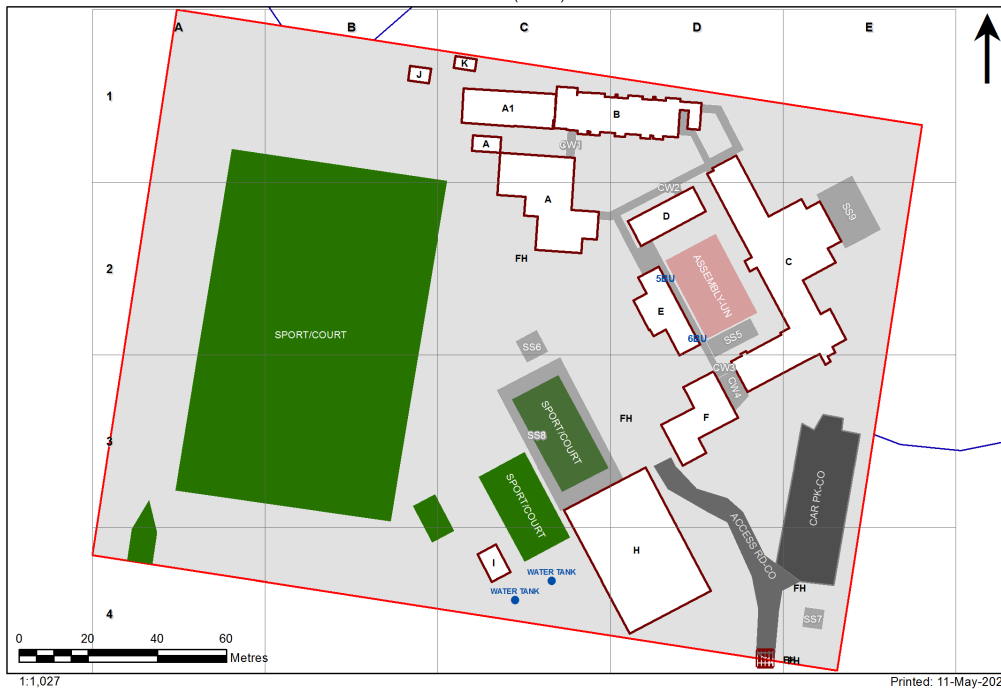 A B C D E
K
J
1
A1
B
A
CW1
CW2
A
D
SS9
FH
2
C
ASSEMBLY-UN
5BU
E
SPORT/COURT
6BU
SS5
SS6
CW3
CW4
SPORT/COURT
FH
F
3
SS8
SPORT/COURT
CAR PK-CO
ACCESS RD-CO
H
I
WATER TANK
WATER TANK
FH
4
SS7
0 20 40 60
Metres
1:1,027
Printed: 11-May-202